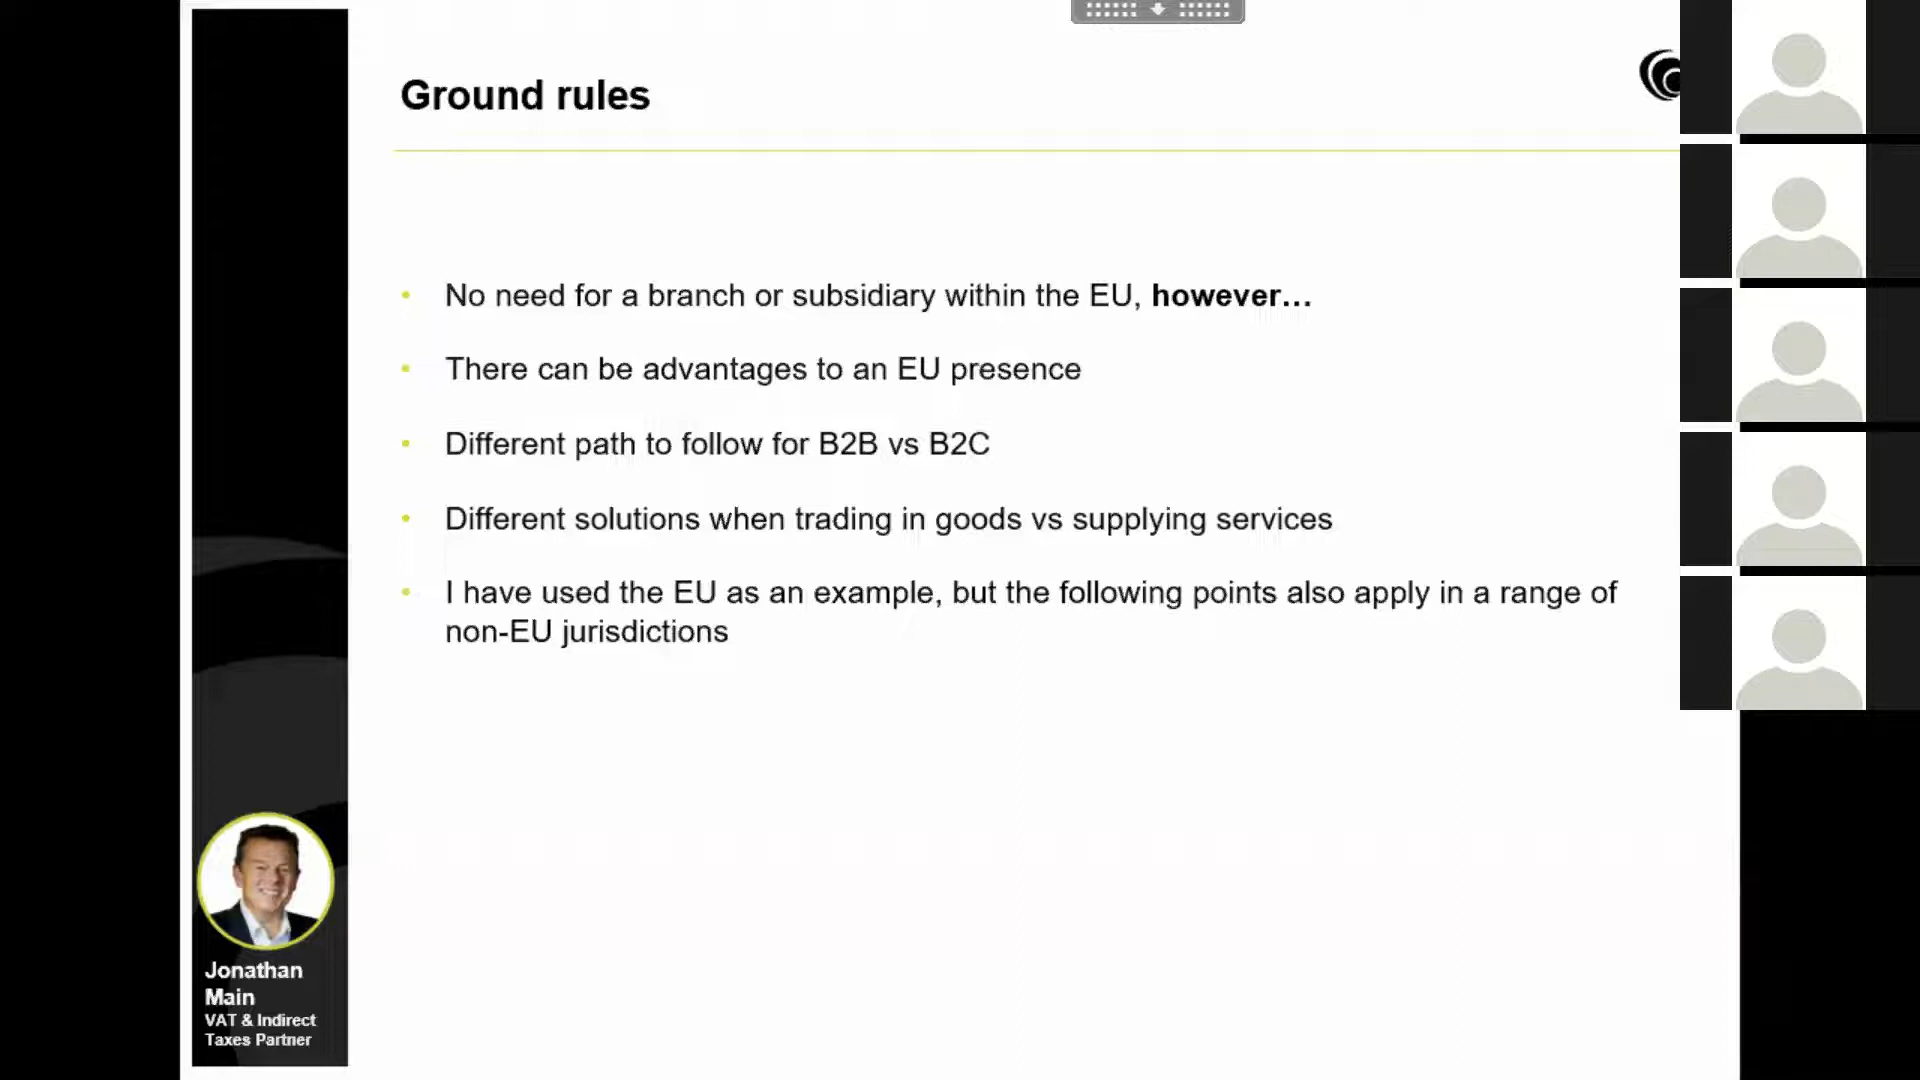 Ground rules
• No need for a branch or subsidiary within the EU, however...
• There can be advantages to an EU presence
• Different path to follow for B2B vs B2C
• Different solutions when trading in goods vs supplying services
• I have used the EU as an example, but the following points also apply in a range of
non-EU jurisdictions
Jonathan
Main
VAT & Indirect
Taxes Partner